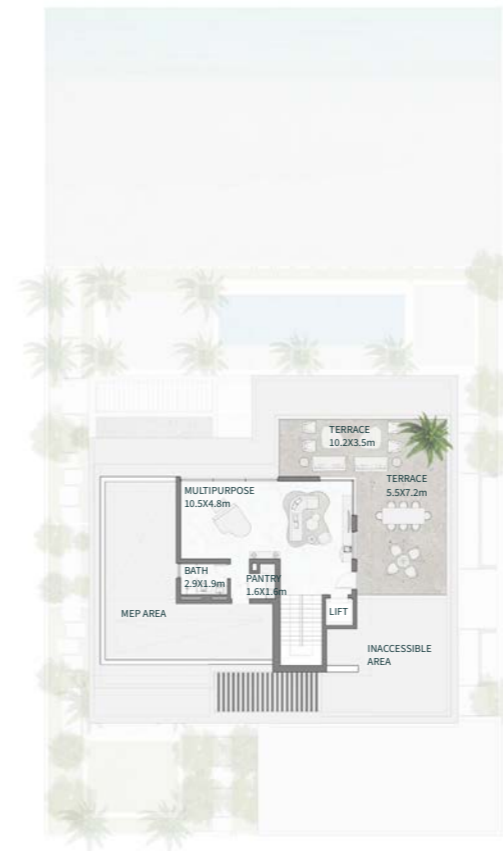 TERRACE
10.2X3.5m
TERRACE
5.5X7.2m
MULTIPURPOSE
10.5X4.8m
BATH
2.9X1.9m
PANTRY
1.6X1.6m
MEP AREA
LIFT
INACCESSIBLE
AREA